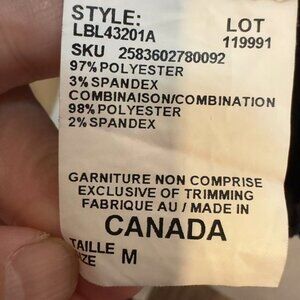 STYLE: LOT
LBL43201A 119991
SKU 2583602780092
97% POLYESTER
3% SPANDEX
COMBINAISON/COMBINATION
98% POLYESTER
2% SPANDEX
GARNITURE NON COMPRISE
EXCLUSIVE OF TRIMMING
FABRIQUE AU / MADE IN
CANADA
TAILLE
SIZE M